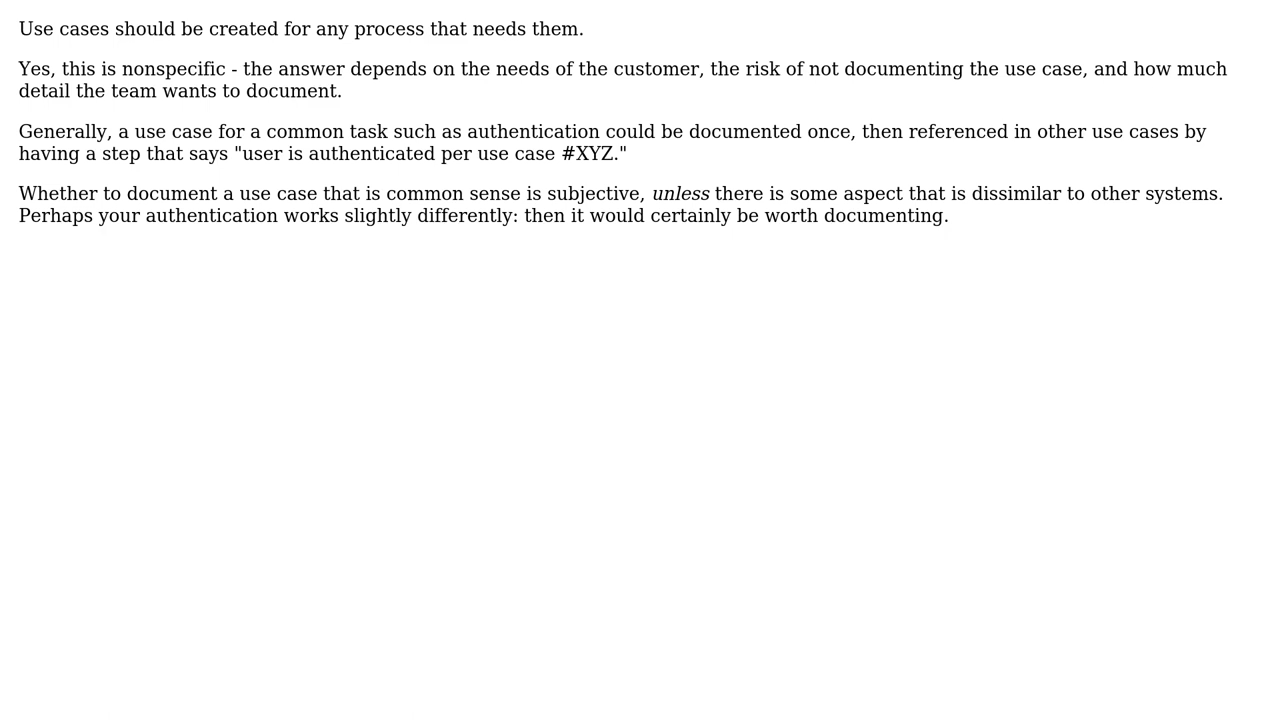 Use cases should be created for any process that needs them.
Yes, this is nonspecific - the answer depends on the needs of the customer, the risk of not documenting the use case, and how much
detail the team wants to document.
Generally, a use case for a common task such as authentication could be documented once, then referenced in other use cases by
having a step that says "user is authenticated per use case #XYZ."
Whether to document a use case that is common sense is subjective, unless there is some aspect that is dissimilar to other systems.
Perhaps your authentication works slightly differently: then it would certainly be worth documenting.